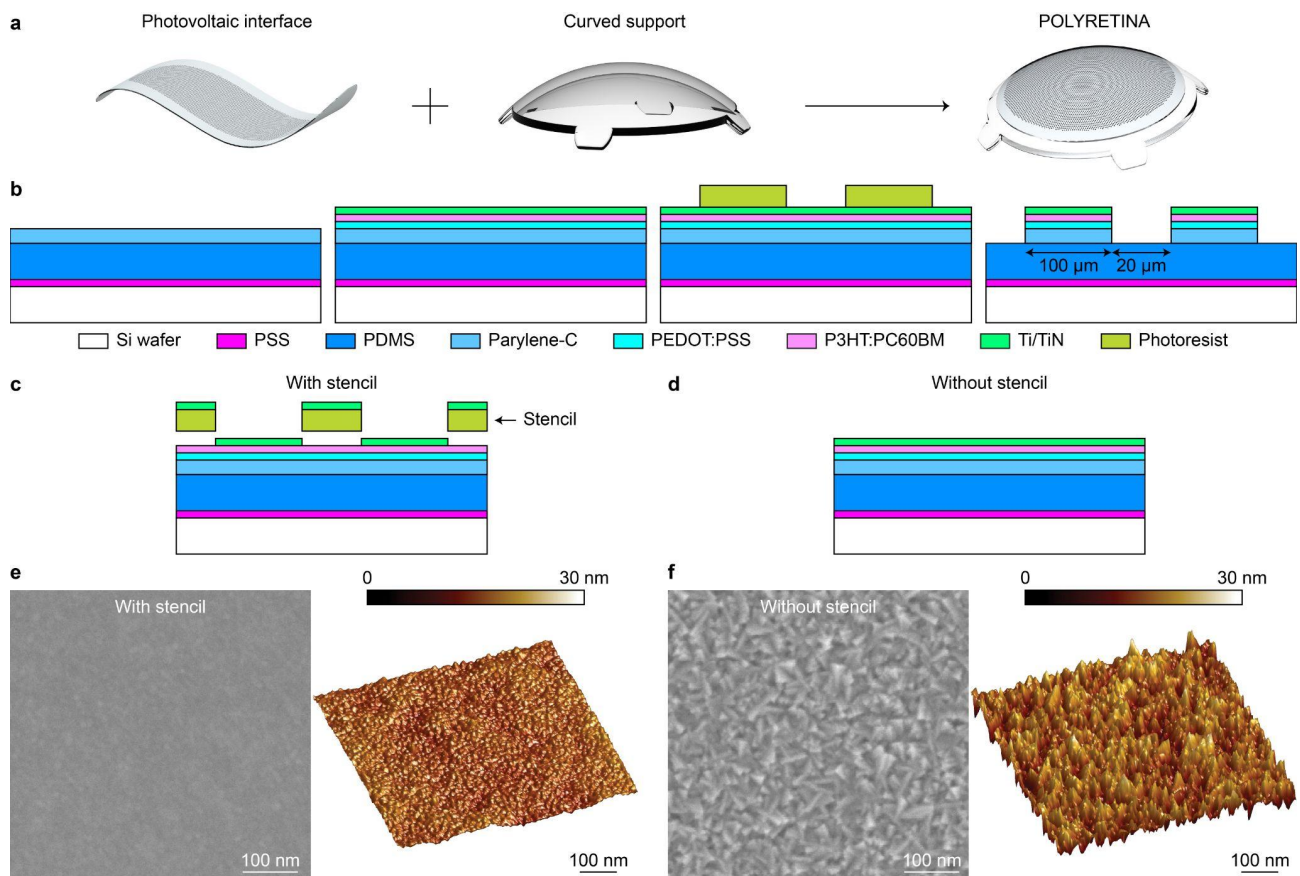 a
Photovoltaic interface
Curved support
POLYRETINA
b
100 µm
20 µm
Si wafer
PSS
PDMS
Parylene-C
PEDOT:PSS
P3HT:PC60BM
Ti/TiN
Photoresist
c
With stencil
Stencil
d
Without stencil
e
With stencil
100 nm
0
30 nm
100 nm
f
Without stencil
100 nm
0
30 nm
100 nm